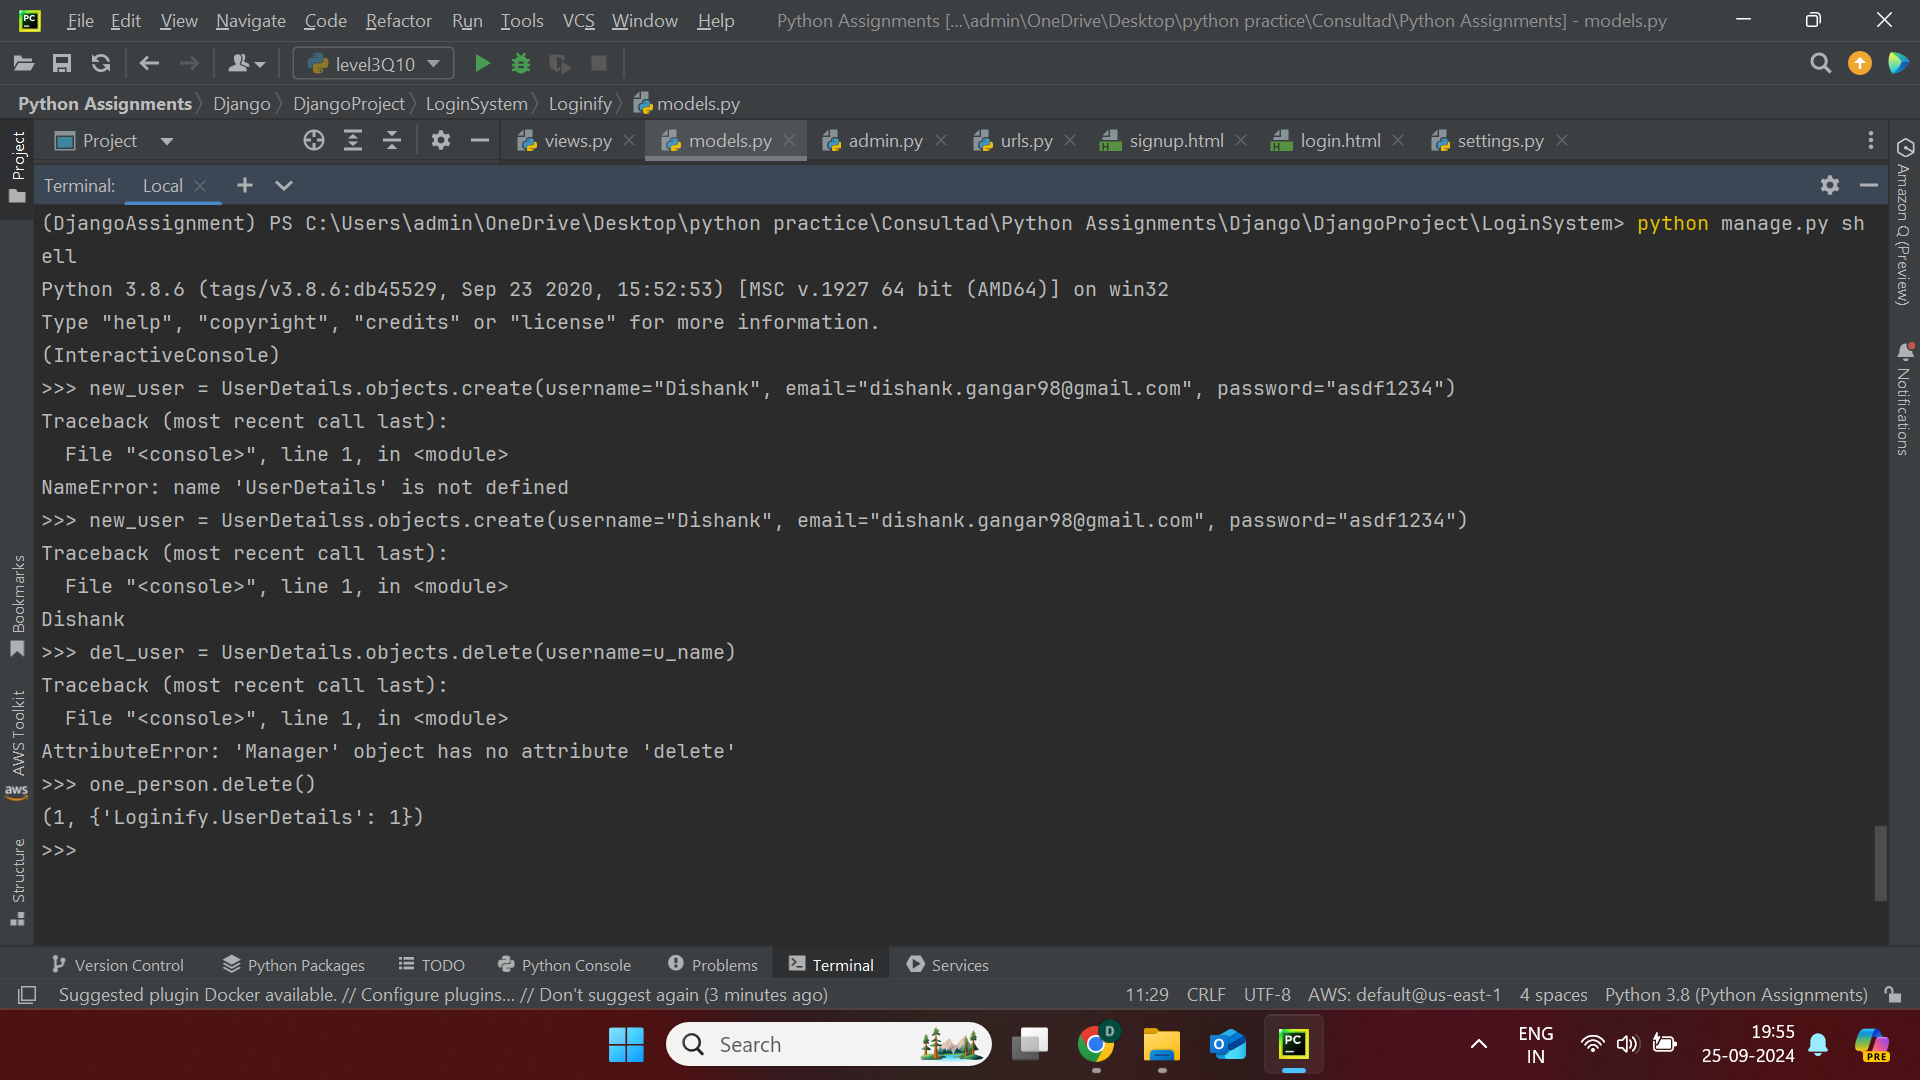 PC File Edit View Navigate Code Refactor Run Tools VCS Window Help Python Assignments [...\admin\OneDrive\Desktop\python practice\Consultad\Python Assignments] - models.py
level3Q10
Python Assignments Django DjangoProject LoginSystem Loginify models.py
Project views.py models.py admin.py urls.py signup.html login.html settings.py
Terminal: Local
(DjangoAssignment) PS C:\Users\admin\OneDrive\Desktop\python practice\Consultad\Python Assignments\Django\DjangoProject\LoginSystem> python manage.py sh
ell
Python 3.8.6 (tags/v3.8.6:db45529, Sep 23 2020, 15:52:53) [MSC v.1927 64 bit (AMD64)] on win32
Type "help", "copyright", "credits" or "license" for more information.
(InteractiveConsole)
>>> new_user = UserDetails.objects.create(username="Dishank", email="dishank.gangar98@gmail.com", password="asdf1234")
Traceback (most recent call last):
  File "<console>", line 1, in <module>
NameError: name 'UserDetails' is not defined
>>> new_user = UserDetailss.objects.create(username="Dishank", email="dishank.gangar98@gmail.com", password="asdf1234")
Traceback (most recent call last):
  File "<console>", line 1, in <module>
Dishank
>>> del_user = UserDetails.objects.delete(username=u_name)
Traceback (most recent call last):
  File "<console>", line 1, in <module>
AttributeError: 'Manager' object has no attribute 'delete'
>>> one_person.delete()
(1, {'Loginify.UserDetails': 1})
>>>
Project
Bookmarks
AWS Toolkit
aws
Structure
Amazon Q (Preview)
Notifications
Version Control Python Packages TODO Python Console Problems Terminal Services
Suggested plugin Docker available. // Configure plugins... // Don't suggest again (3 minutes ago) 11:29 CRLF UTF-8 AWS: default@us-east-1 4 spaces Python 3.8 (Python Assignments)
Search D PC ENG 19:55
IN 25-09-2024 PRE